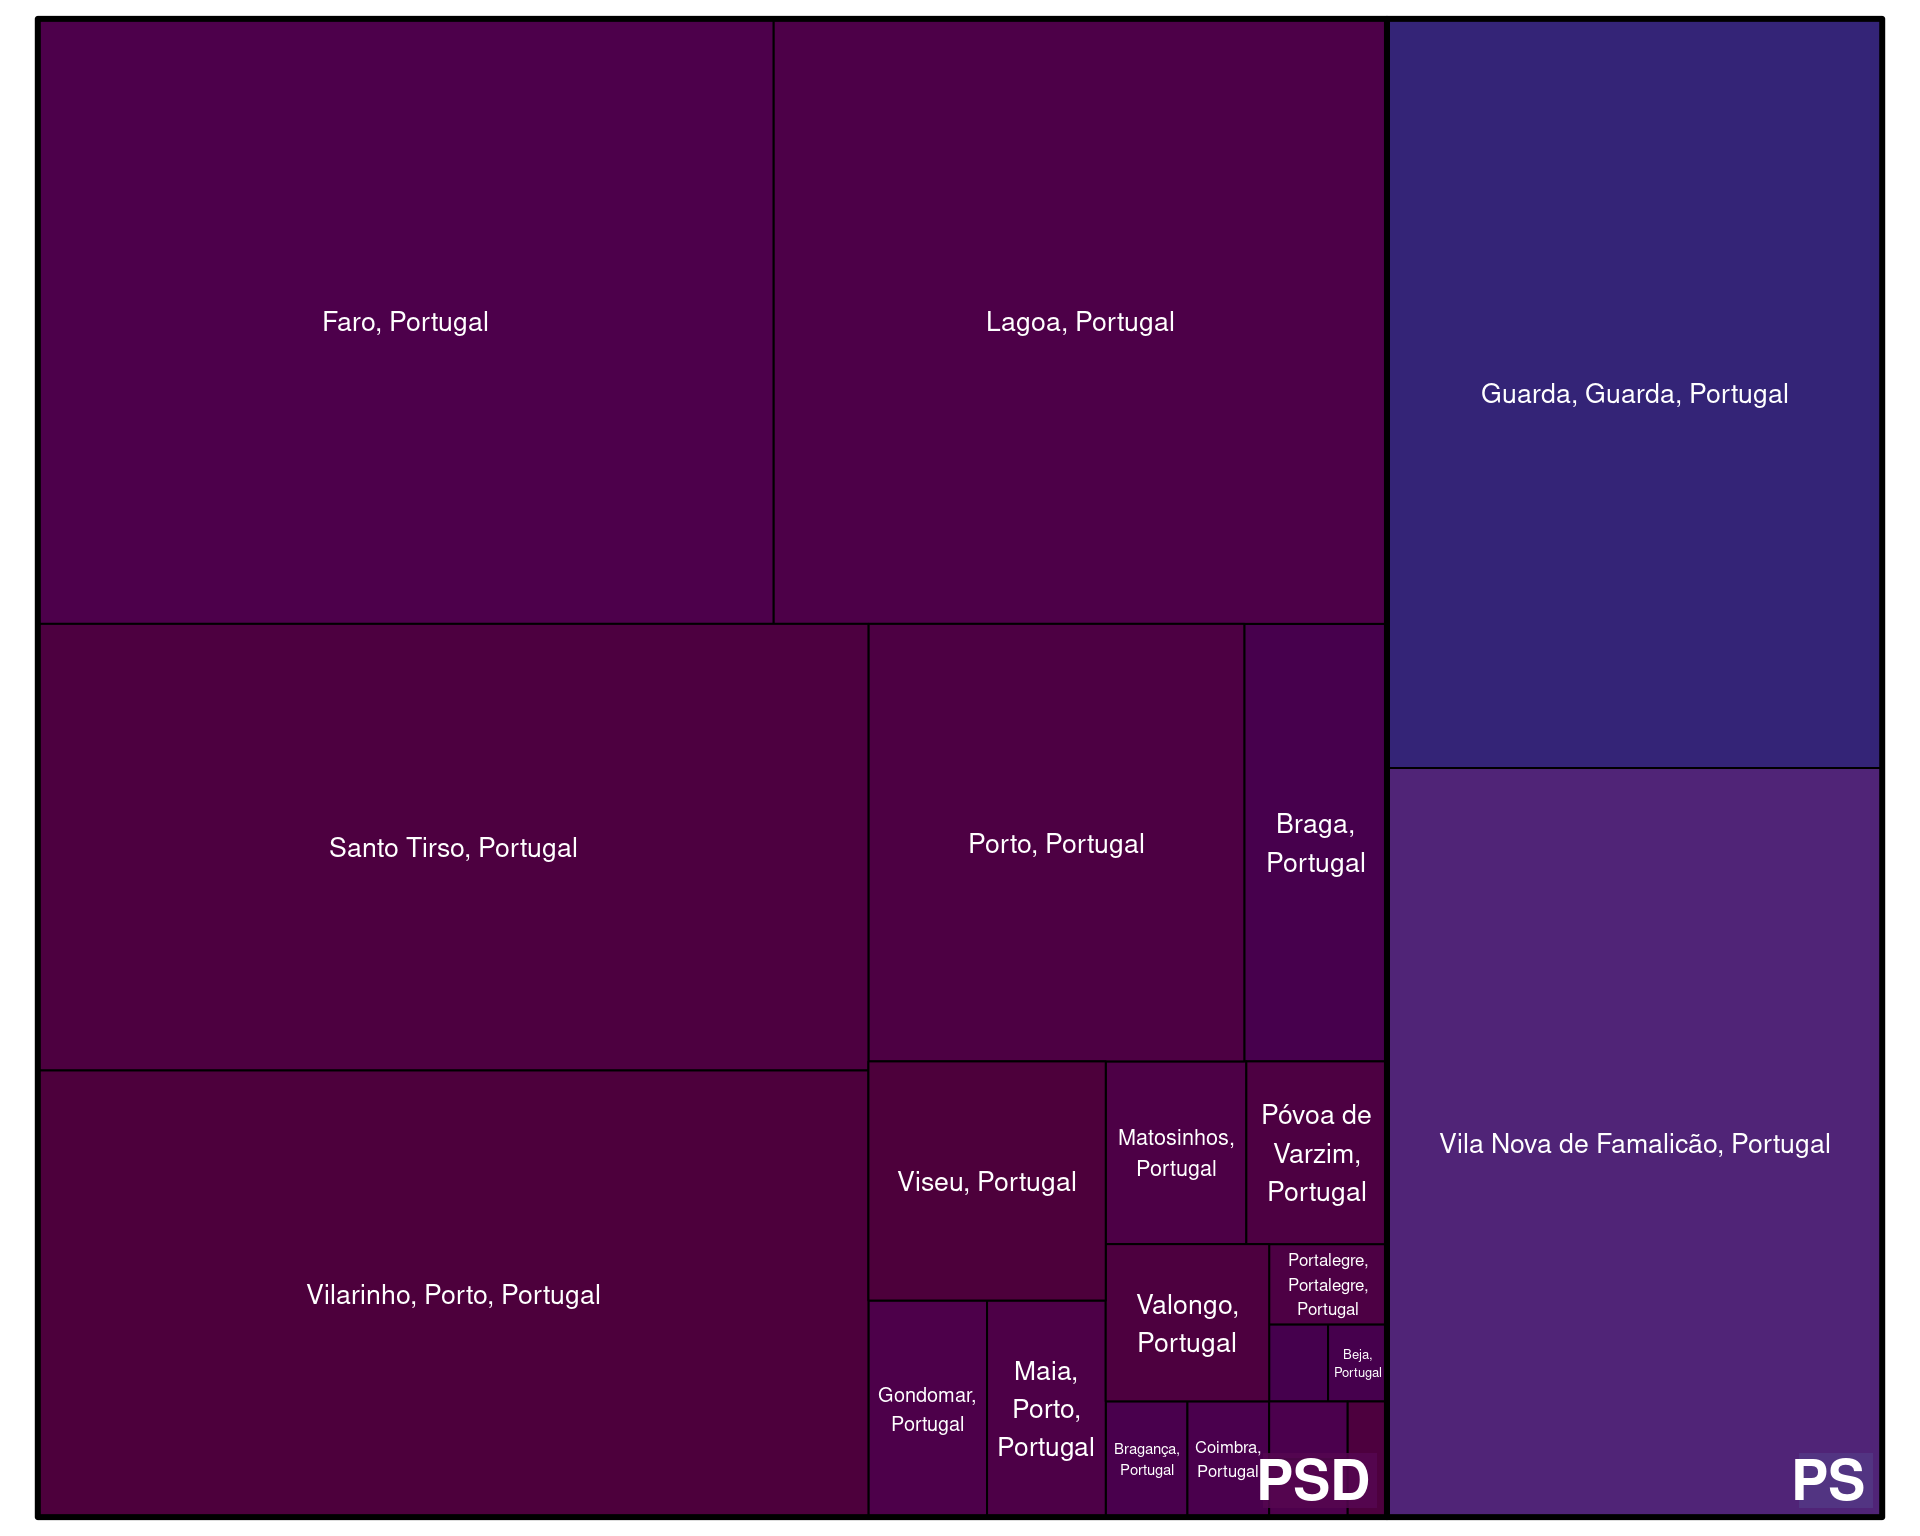 Faro, Portugal
Lagoa, Portugal
Guarda, Guarda, Portugal
Santo Tirso, Portugal
Porto, Portugal
Braga,
Portugal
Vila Nova de Famalicão, Portugal
Vilarinho, Porto, Portugal
Viseu, Portugal
Matosinhos,
Portugal
Póvoa de
Varzim,
Portugal
Valongo,
Portugal
Portalegre,
Portalegre,
Portugal
Beja,
Portugal
Gondomar,
Portugal
Maia,
Porto,
Portugal
Bragança,
Portugal
Coimbra,
Portugal
PSD
PS